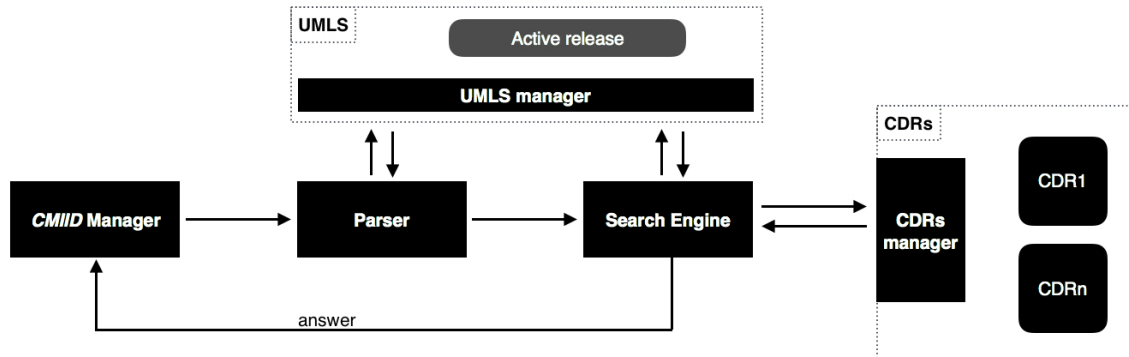 UMLS
Active release
UMLS manager
CDRs
CMIID Manager
Parser
Search Engine
CDRs
manager
CDR1
CDRn
answer